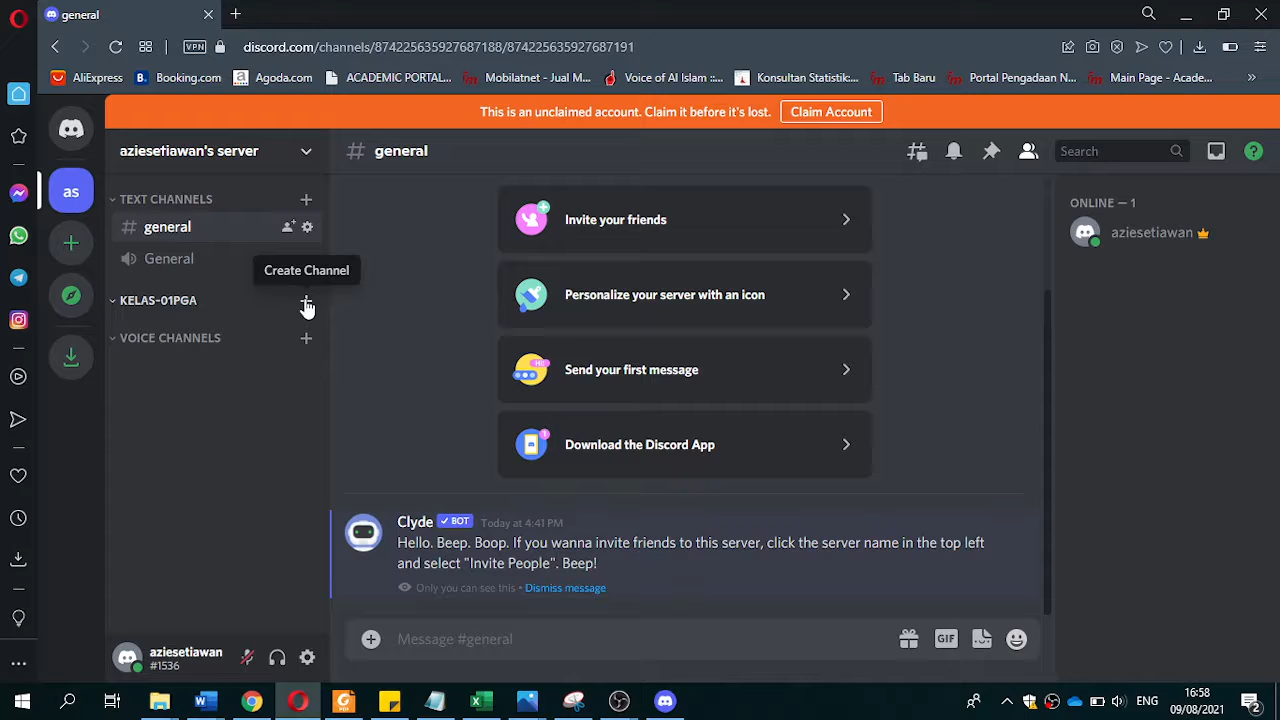 general
VPN
discord.com/channels/874225635927687188/874225635927687191
AliExpress
B.
Booking.com
a
Agoda.com
ACADEMIC PORTAL...
Mobilatnet - Jual M...
Voice of Al Islam ::...
Konsultan Statistik...
Tab Baru
Portal Pengadaan N...
Main Page - Acade...
This is an unclaimed account. Claim it before it's lost.
Claim Account
aziesetiawan's server
general
Search
as
TEXT CHANNELS
general
General
Create Channel
KELAS-01PGA
VOICE CHANNELS
Invite your friends
Personalize your server with an icon
Send your first message
Download the Discord App
ONLINE — 1
aziesetiawan
Clyde
BOT
Today at 4:41 PM
Hello. Beep. Boop. If you wanna invite friends to this server, click the server name in the top left
and select "Invite People". Beep!
Only you can see this • Dismiss message
Message #general
GIF
aziesetiawan
#1536
ENG
16:58
09/08/2021
2